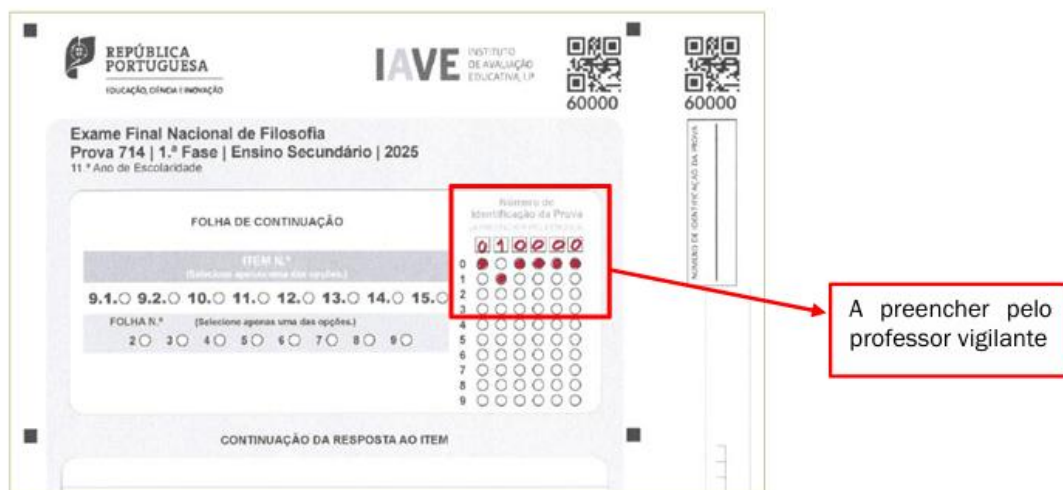 REPÚBLICA
PORTUGUESA
EDUCAÇÃO, CIÊNCIA E INOVAÇÃO
IAVE
INSTITUTO
DE AVALIAÇÃO
EDUCATIVA, I.P.
60000
60000
Exame Final Nacional de Filosofia
Prova 714 | 1.ª Fase | Ensino Secundário | 2025
11.º Ano de Escolaridade
NÚMERO DE IDENTIFICAÇÃO DA PROVA
FOLHA DE CONTINUAÇÃO
Número de
Identificação da Prova
0 1 0 0 0 0
ITEM N.º
(Selecione apenas uma das opções.)
9.1. 9.2. 10. 11. 12. 13. 14. 15.
FOLHA N.º (Selecione apenas uma das opções.)
2 3 4 5 6 7 8 9
0
1
2
3
4
5
6
7
8
9
A preencher pelo
professor vigilante
CONTINUAÇÃO DA RESPOSTA AO ITEM